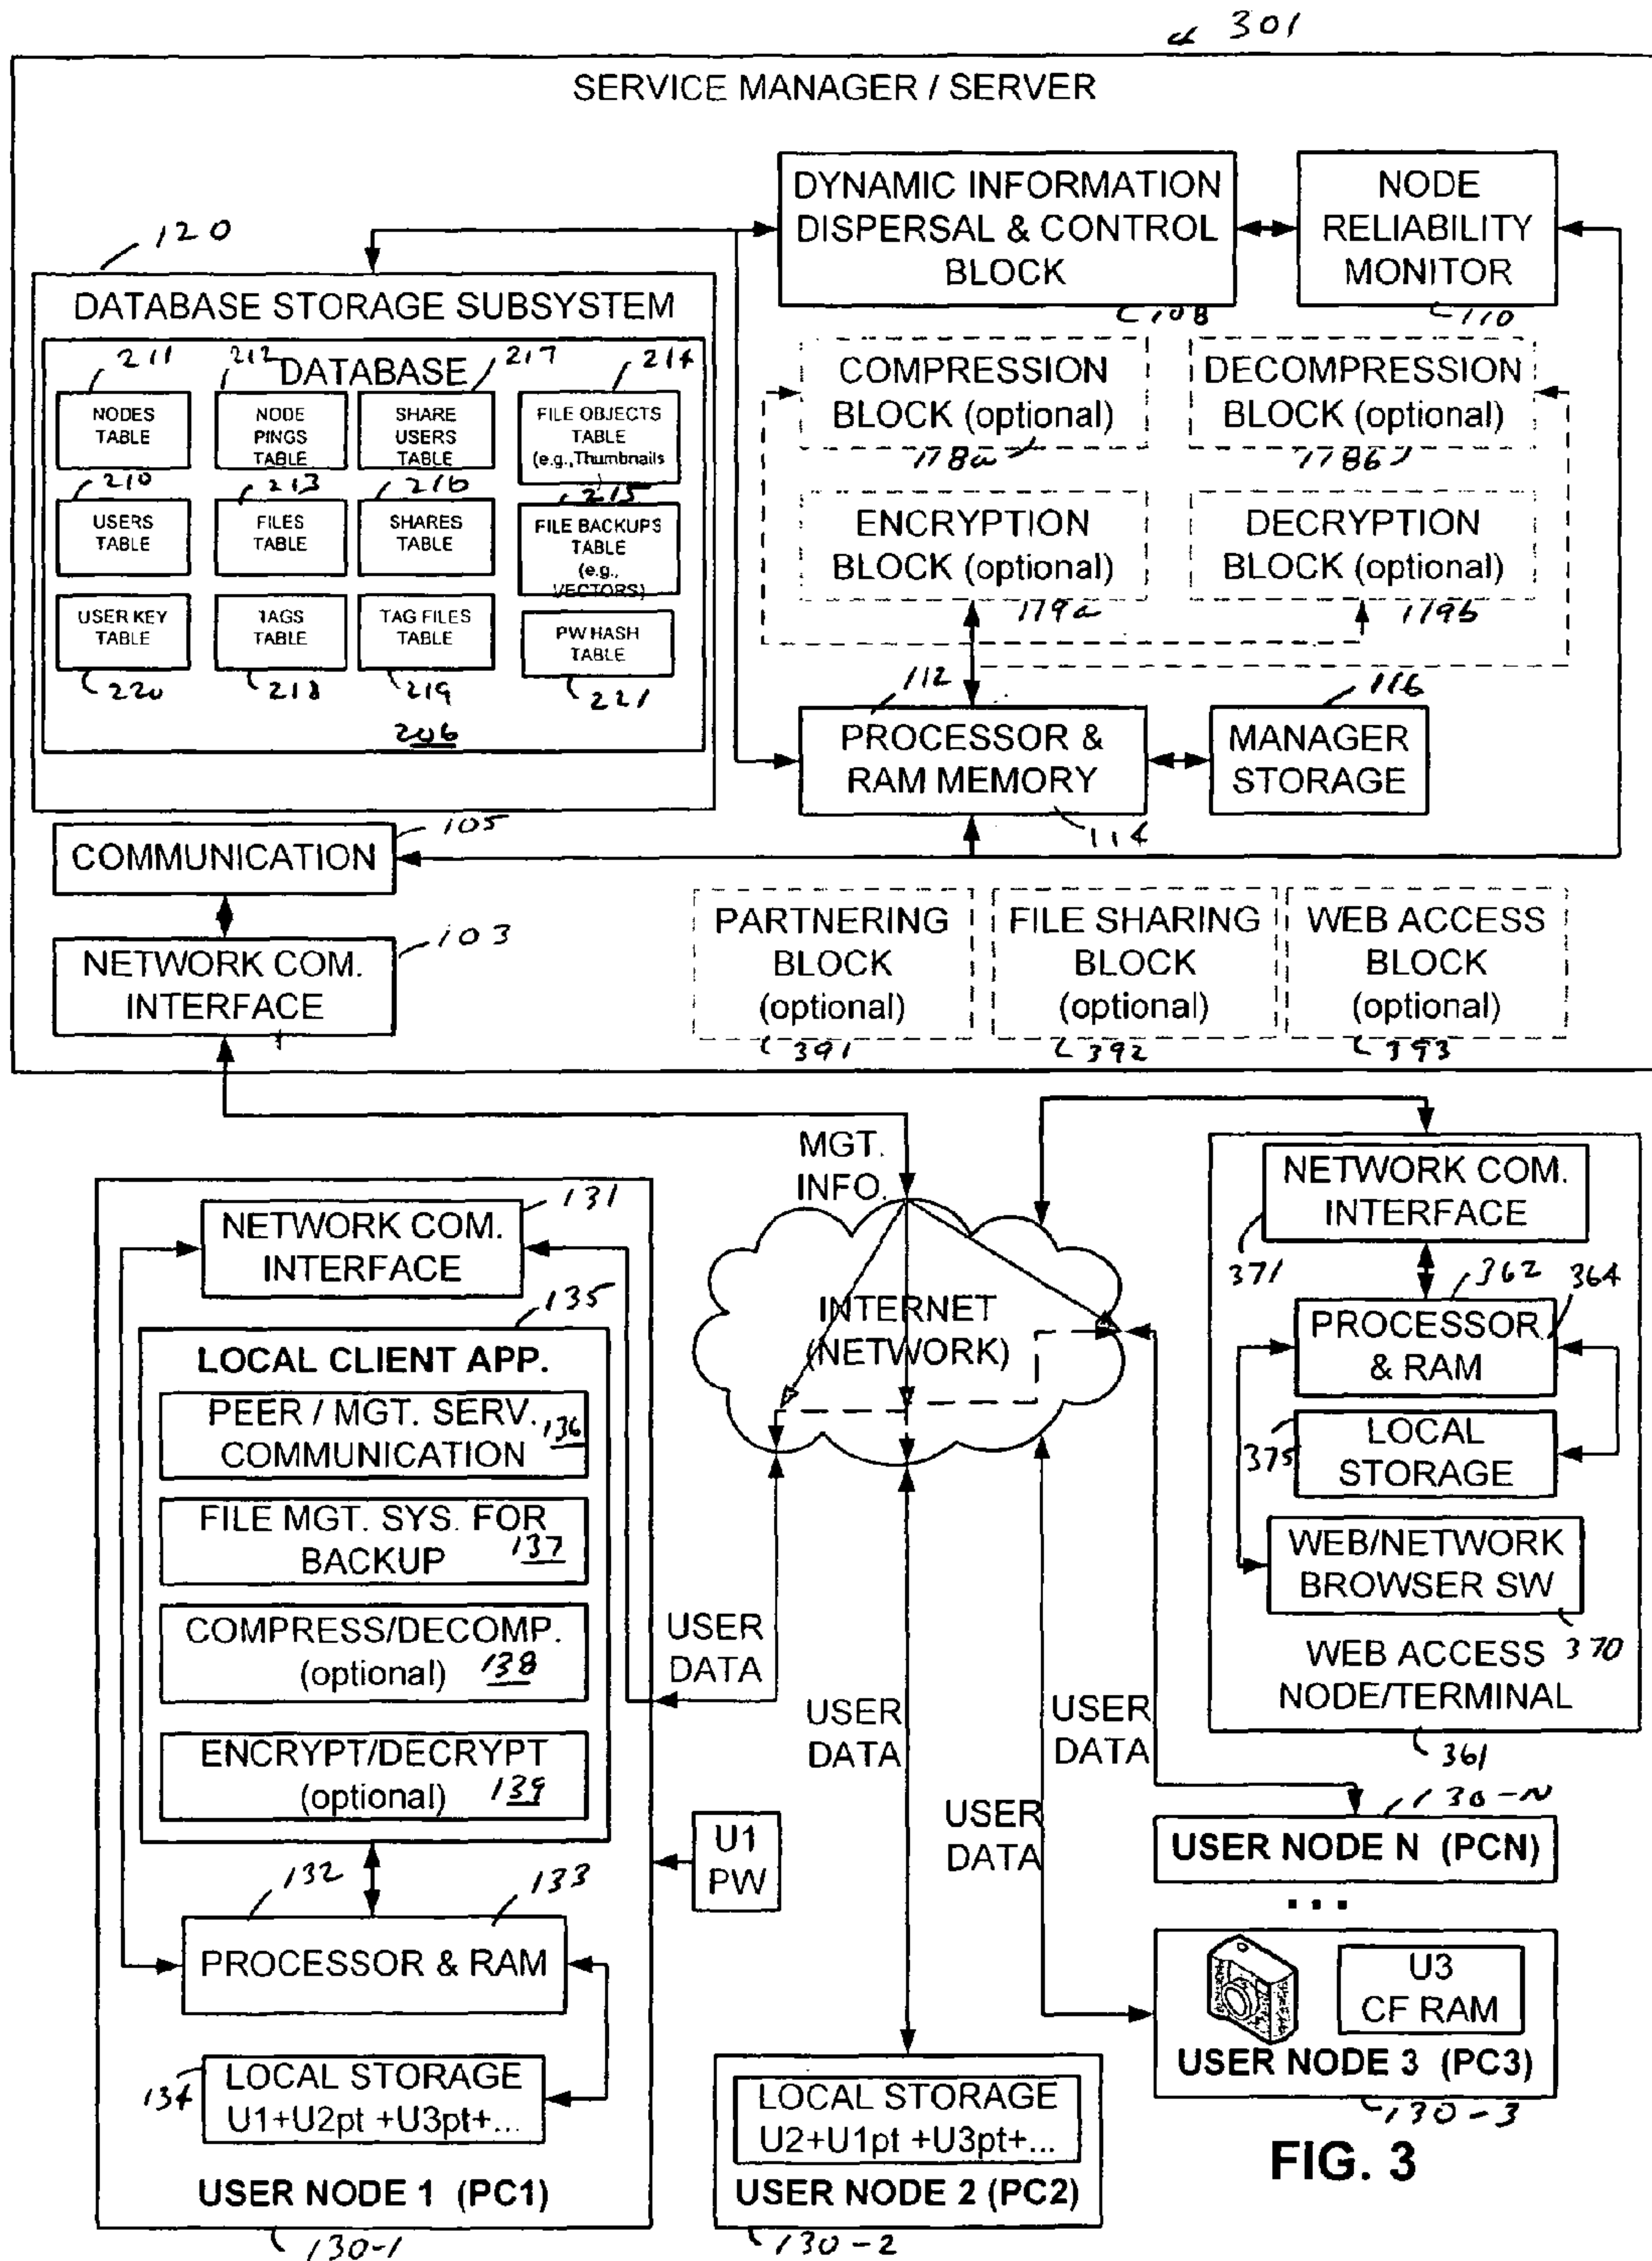 301
SERVICE MANAGER / SERVER
DYNAMIC INFORMATION
DISPERSAL & CONTROL
BLOCK
108
NODE
RELIABILITY
MONITOR
110
120
DATABASE STORAGE SUBSYSTEM
DATABASE
211
212
217
214
NODES
TABLE
NODE
PINGS
TABLE
SHARE
USERS
TABLE
FILE OBJECTS
TABLE
(e.g.,Thumbnails
)
210
213
216
215
USERS
TABLE
FILES
TABLE
SHARES
TABLE
FILE BACKUPS
TABLE
(e.g.,
VECTORS)
USER KEY
TABLE
TAGS
TABLE
TAG FILES
TABLE
PW HASH
TABLE
220
218
219
221
206
COMPRESSION
BLOCK (optional)
178a
DECOMPRESSION
BLOCK (optional)
178b
ENCRYPTION
BLOCK (optional)
179a
DECRYPTION
BLOCK (optional)
179b
112
PROCESSOR &
RAM MEMORY
114
116
MANAGER
STORAGE
105
COMMUNICATION
103
NETWORK COM.
INTERFACE
PARTNERING
BLOCK
(optional)
391
FILE SHARING
BLOCK
(optional)
392
WEB ACCESS
BLOCK
(optional)
393
MGT.
INFO.
INTERNET
(NETWORK)
131
NETWORK COM.
INTERFACE
135
LOCAL CLIENT APP.
PEER / MGT. SERV.
COMMUNICATION
136
FILE MGT. SYS. FOR
BACKUP
137
COMPRESS/DECOMP.
(optional)
138
ENCRYPT/DECRYPT
(optional)
139
132
133
PROCESSOR & RAM
134
LOCAL STORAGE
U1+U2pt +U3pt+...
USER NODE 1 (PC1)
130-1
U1
PW
USER
DATA
USER
DATA
USER
DATA
USER
DATA
NETWORK COM.
INTERFACE
371
362
364
PROCESSOR
& RAM
375
LOCAL
STORAGE
WEB/NETWORK
BROWSER SW
370
WEB ACCESS
NODE/TERMINAL
361
130-N
USER NODE N (PCN)
...
U3
CF RAM
USER NODE 3 (PC3)
130-3
LOCAL STORAGE
U2+U1pt +U3pt+...
USER NODE 2 (PC2)
130-2
FIG. 3